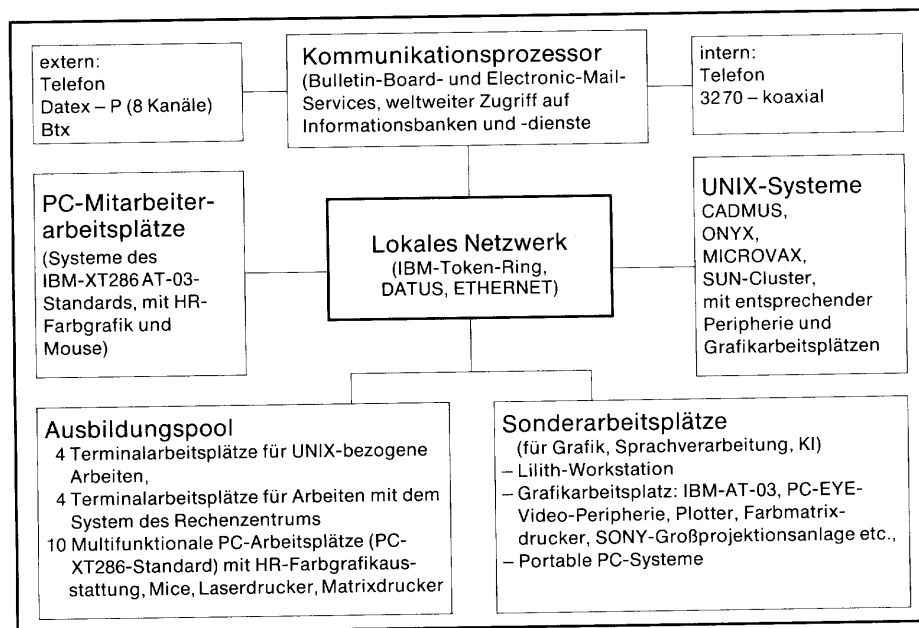 extern:
Telefon
Datex – P (8 Kanäle)
Btx
Kommunikationsprozessor
(Bulletin-Board- und Electronic-Mail-
Services, weltweiter Zugriff auf
Informationsbanken und -dienste
intern:
Telefon
3270 – koaxial
PC-Mitarbeiter-
arbeitsplätze
(Systeme des
IBM-XT286 AT-03-
Standards, mit HR-
Farbgrafik und
Mouse)
Lokales Netzwerk
(IBM-Token-Ring,
DATUS, ETHERNET)
UNIX-Systeme
CADMUS,
ONYX,
MICROVAX,
SUN-Cluster,
mit entsprechender
Peripherie und
Grafikarbeitsplätzen
Ausbildungspool
4 Terminalarbeitsplätze für UNIX-bezogene
Arbeiten,
4 Terminalarbeitsplätze für Arbeiten mit dem
System des Rechenzentrums
10 Multifunktionale PC-Arbeitsplätze (PC-
XT286-Standard) mit HR-Farbgrafikaus-
stattung, Mice, Laserdrucker, Matrixdrucker
Sonderarbeitsplätze
(für Grafik, Sprachverarbeitung, KI)
– Lilith-Workstation
– Grafikarbeitsplatz: IBM-AT-03, PC-EYE-
Video-Peripherie, Plotter, Farbmatrix-
drucker, SONY-Großprojektionsanlage etc.,
– Portable PC-Systeme